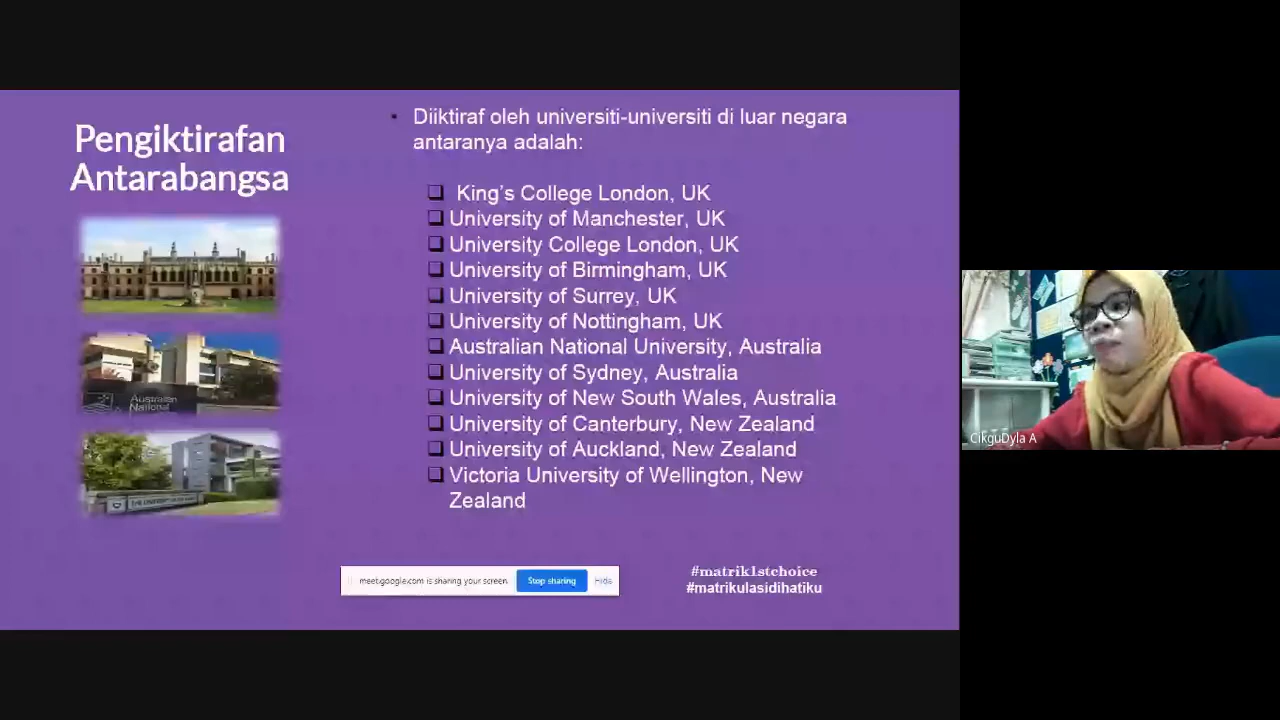 Pengiktirafan
Antarabangsa
• Diiktiraf oleh universiti-universiti di luar negara
antaranya adalah:
❑ King's College London, UK
❑ University of Manchester, UK
❑ University College London, UK
❑ University of Birmingham, UK
❑ University of Surrey, UK
❑ University of Nottingham, UK
❑ Australian National University, Australia
❑ University of Sydney, Australia
❑ University of New South Wales, Australia
❑ University of Canterbury, New Zealand
❑ University of Auckland, New Zealand
❑ Victoria University of Wellington, New
Zealand
Australian
National
meet.google.com is sharing your screen. Stop sharing Hide
#matrik1stchoice
#matrikulasidihatiku
CikguDyla A